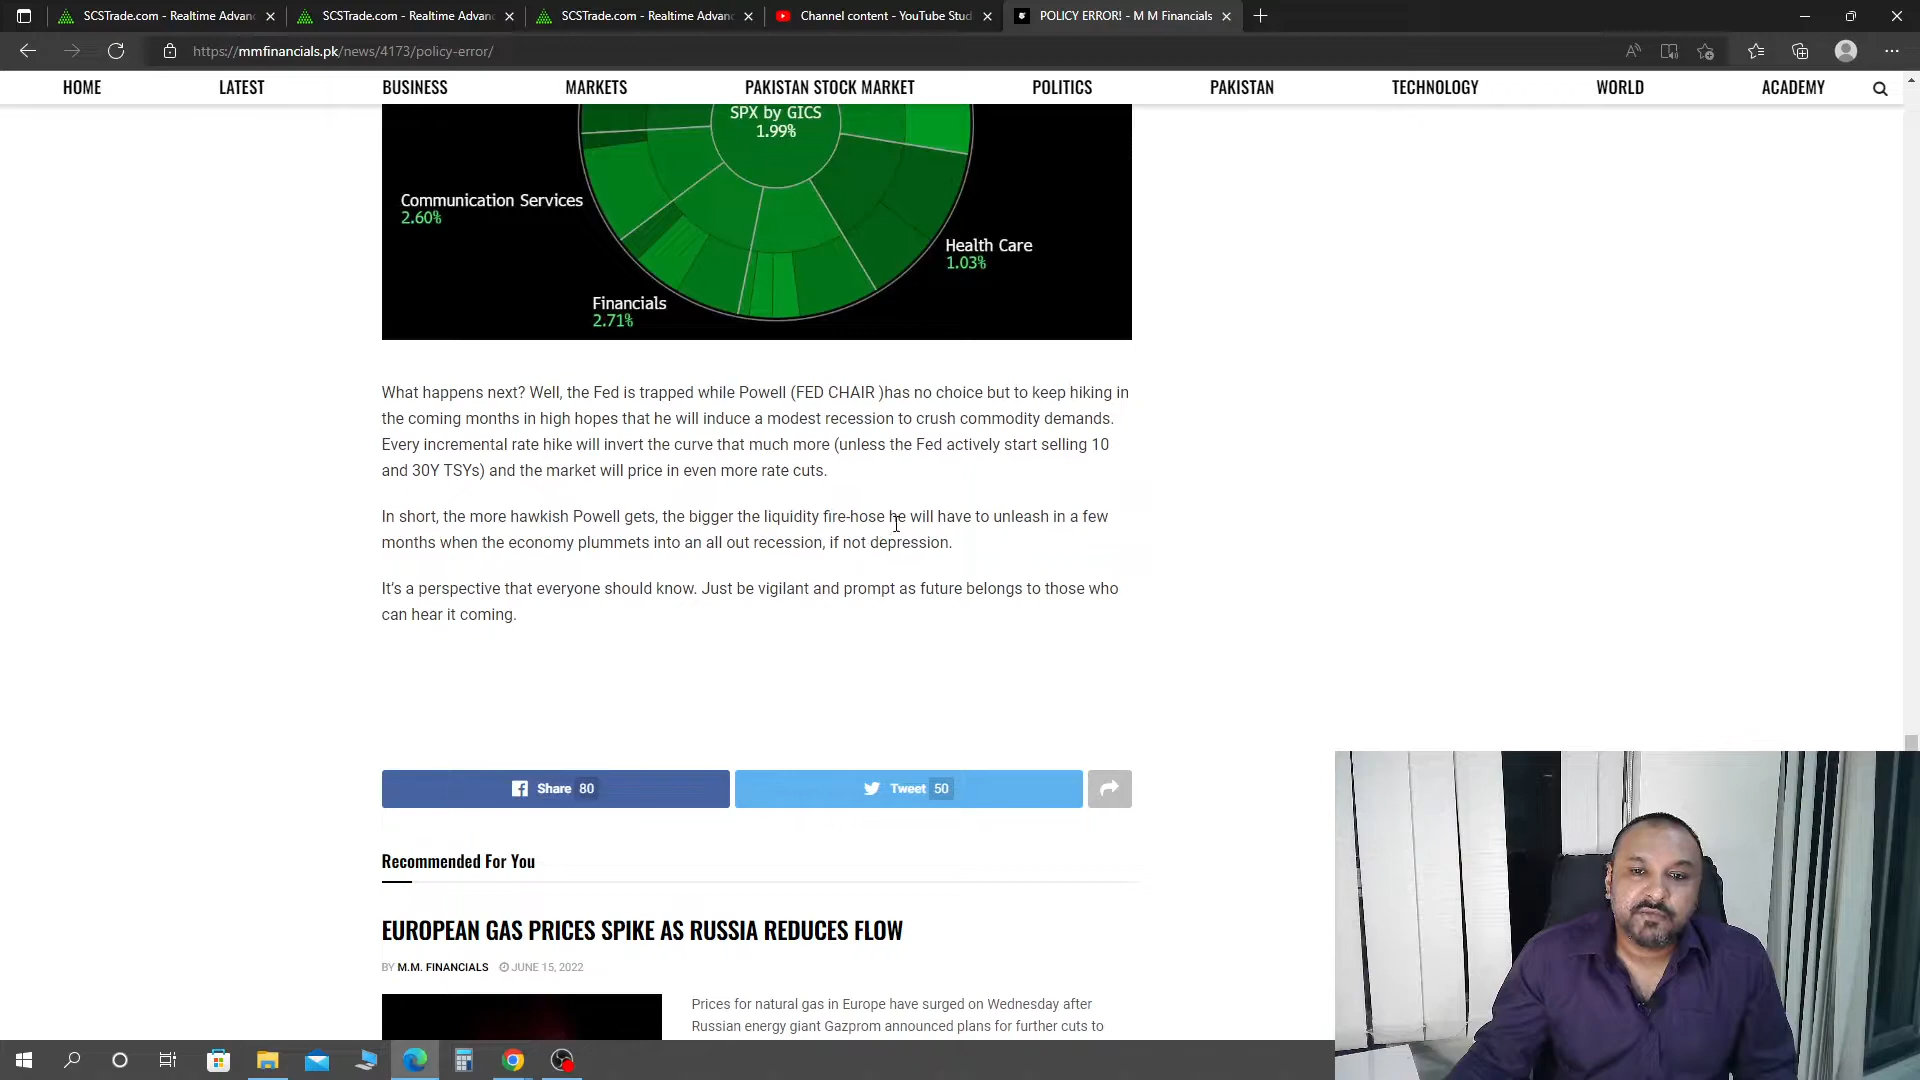 SCSTrade.com - Realtime Advanc
SCSTrade.com - Realtime Advanc
SCSTrade.com - Realtime Advanc
Channel content - YouTube Stud
POLICY ERROR! - M M Financials
https://mmfinancials.pk/news/4173/policy-error/
HOME
LATEST
BUSINESS
MARKETS
PAKISTAN STOCK MARKET
POLITICS
PAKISTAN
TECHNOLOGY
WORLD
ACADEMY
SPX by GICS
1.99%
Communication Services
2.60%
Health Care
1.03%
Financials
2.71%
What happens next? Well, the Fed is trapped while Powell (FED CHAIR )has no choice but to keep hiking in
the coming months in high hopes that he will induce a modest recession to crush commodity demands.
Every incremental rate hike will invert the curve that much more (unless the Fed actively start selling 10
and 30Y TSYs) and the market will price in even more rate cuts.
In short, the more hawkish Powell gets, the bigger the liquidity fire-hose he will have to unleash in a few
months when the economy plummets into an all out recession, if not depression.
It's a perspective that everyone should know. Just be vigilant and prompt as future belongs to those who
can hear it coming.
Share 80
Tweet 50
Recommended For You
EUROPEAN GAS PRICES SPIKE AS RUSSIA REDUCES FLOW
BY M.M. FINANCIALS JUNE 15, 2022
Prices for natural gas in Europe have surged on Wednesday after
Russian energy giant Gazprom announced plans for further cuts to